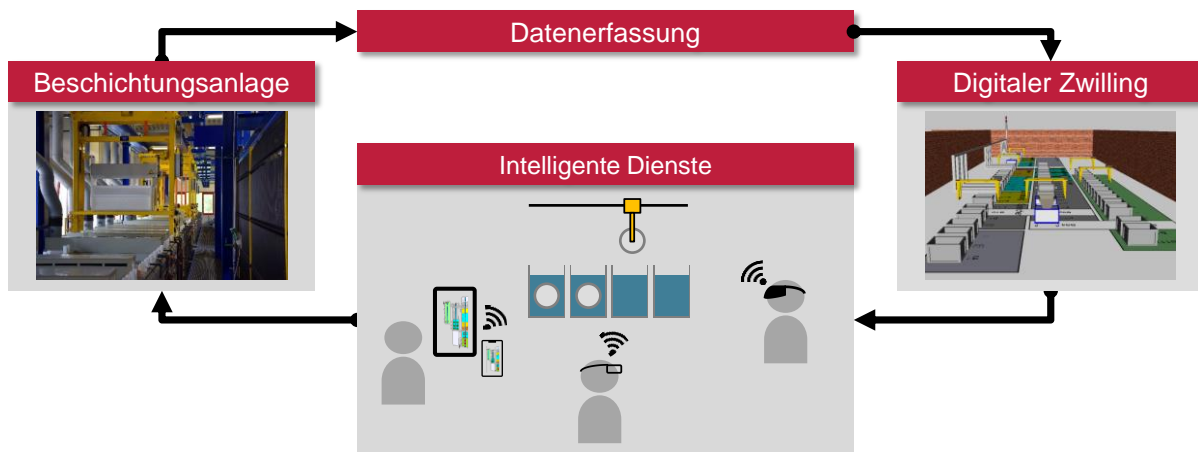 Datenerfassung
Beschichtungsanlage
Digitaler Zwilling
Intelligente Dienste